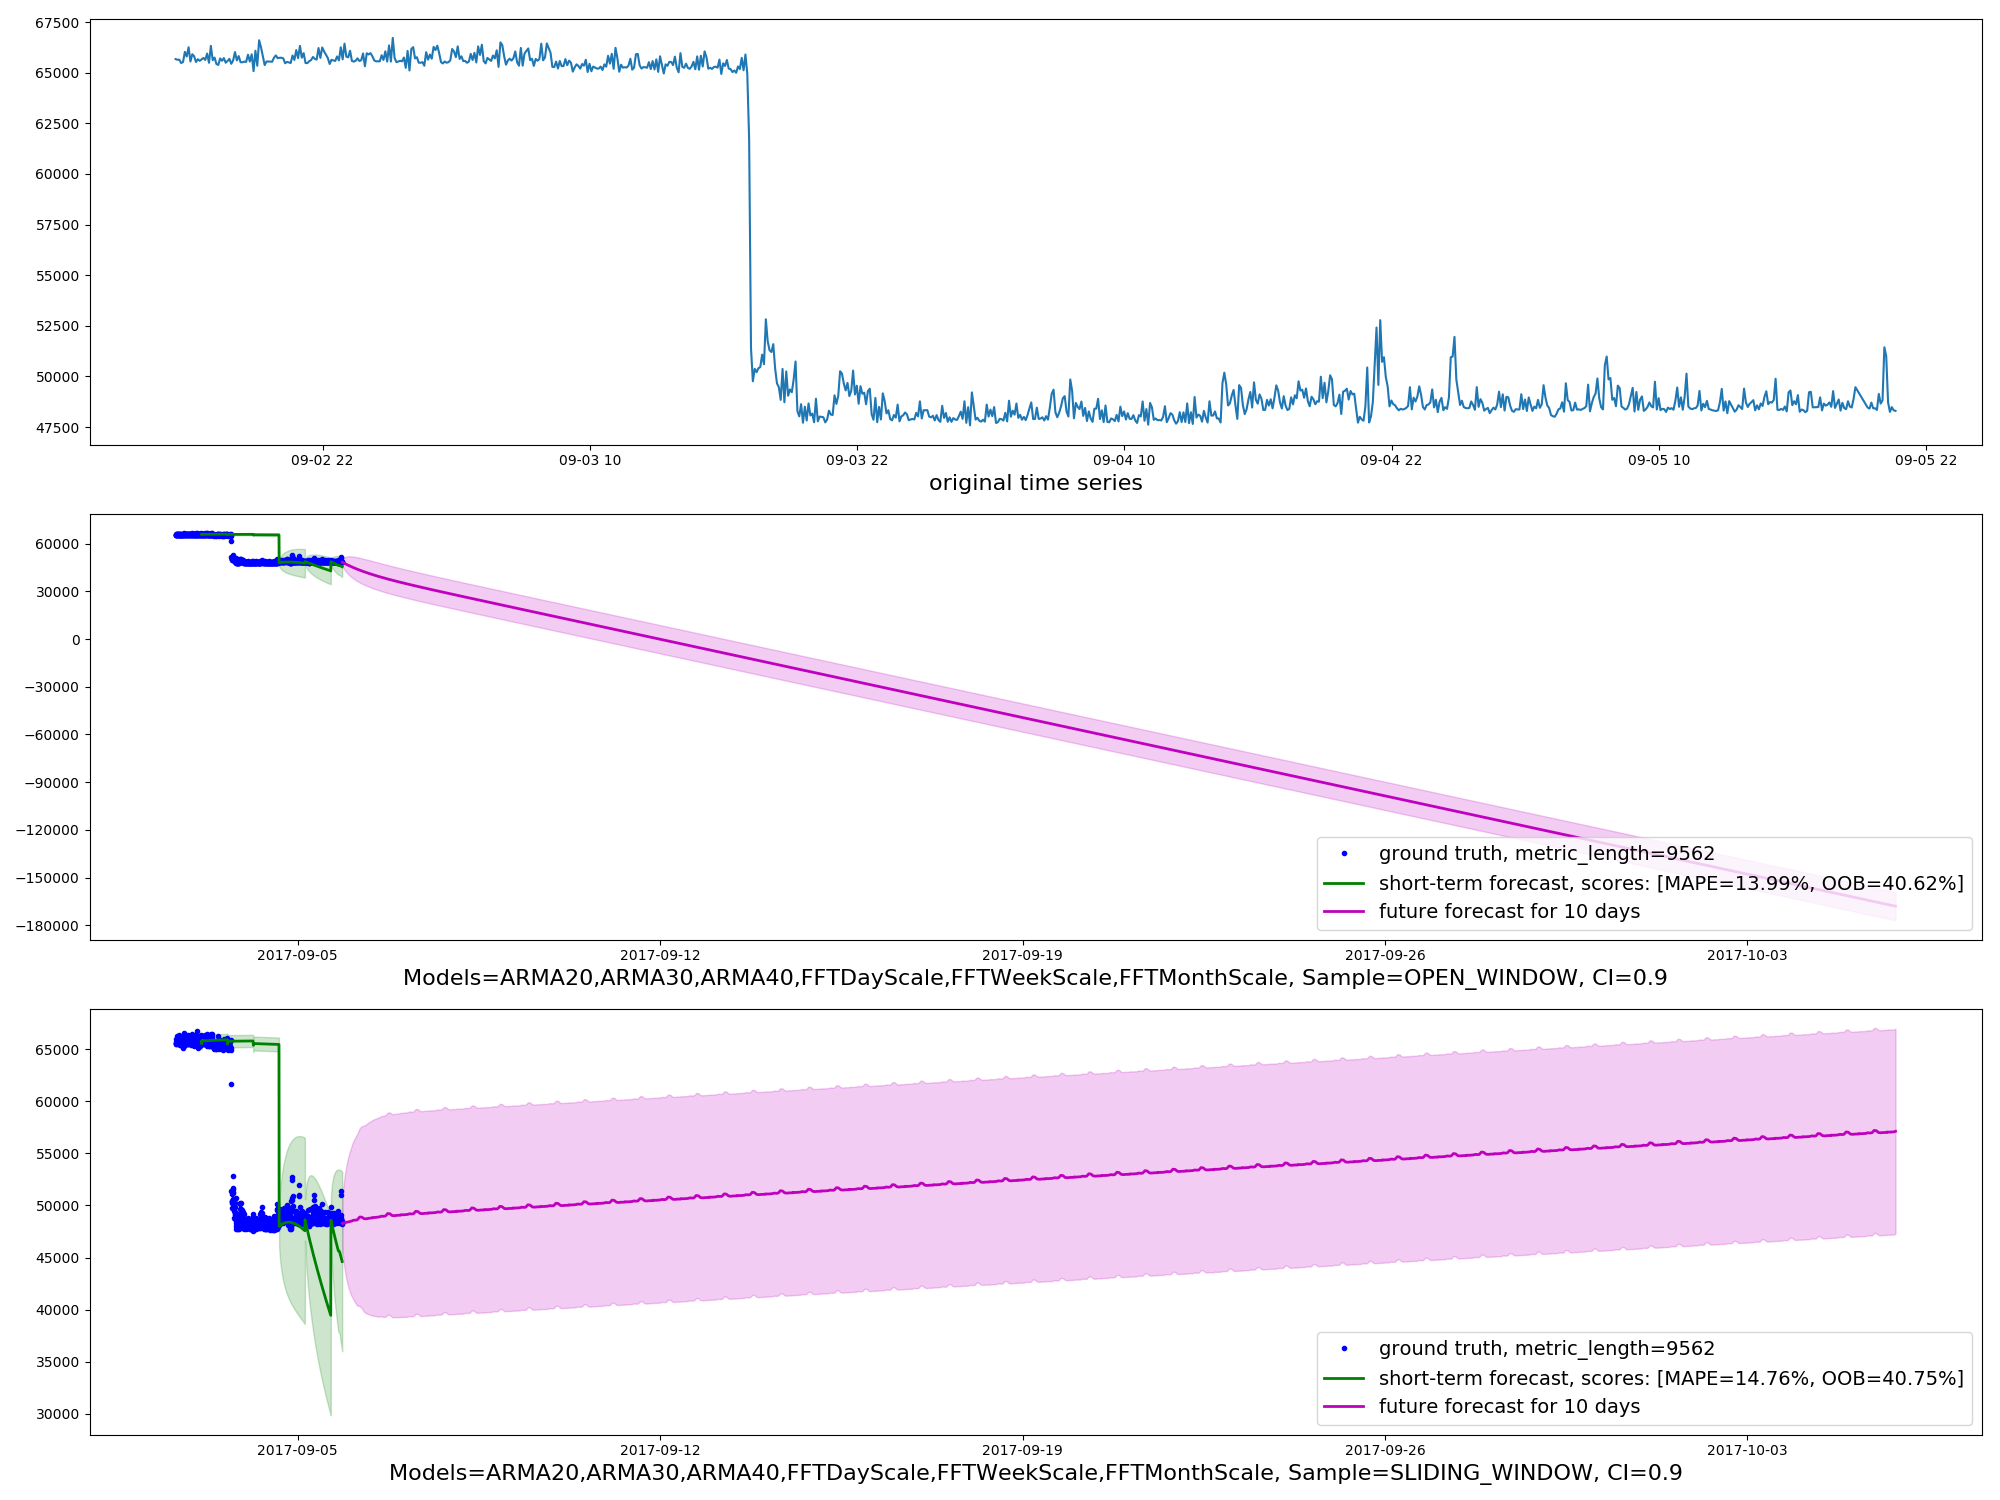 67500
65000
62500
60000
57500
55000
52500
50000
47500
09-02 22 09-03 10 09-03 22 09-04 10 09-04 22 09-05 10 09-05 22
original time series
60000
30000
0
−30000
−60000
−90000
−120000
−150000
−180000
ground truth, metric_length=9562
short-term forecast, scores: [MAPE=13.99%, OOB=40.62%]
future forecast for 10 days
2017-09-05 2017-09-12 2017-09-19 2017-09-26 2017-10-03
Models=ARMA20,ARMA30,ARMA40,FFTDayScale,FFTWeekScale,FFTMonthScale, Sample=OPEN_WINDOW, CI=0.9
65000
60000
55000
50000
45000
40000
35000
30000
ground truth, metric_length=9562
short-term forecast, scores: [MAPE=14.76%, OOB=40.75%]
future forecast for 10 days
2017-09-05 2017-09-12 2017-09-19 2017-09-26 2017-10-03
Models=ARMA20,ARMA30,ARMA40,FFTDayScale,FFTWeekScale,FFTMonthScale, Sample=SLIDING_WINDOW, CI=0.9